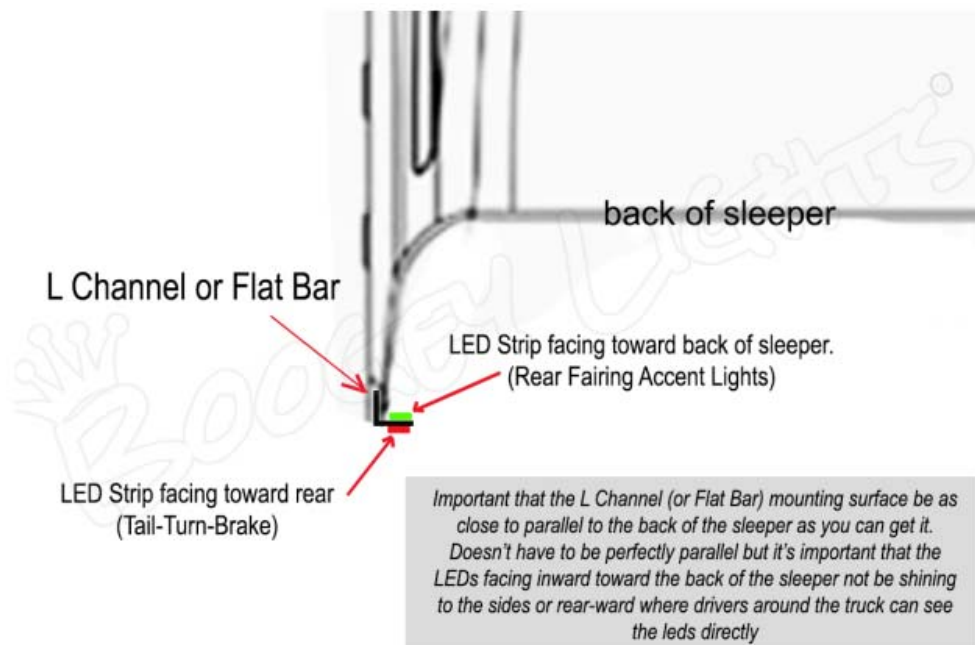 back of sleeper
L Channel or Flat Bar
LED Strip facing toward back of sleeper.
(Rear Fairing Accent Lights)
LED Strip facing toward rear
(Tail-Turn-Brake)
Important that the L Channel (or Flat Bar) mounting surface be as
close to parallel to the back of the sleeper as you can get it.
Doesn't have to be perfectly parallel but it's important that the
LEDs facing inward toward the back of the sleeper not be shining
to the sides or rear-ward where drivers around the truck can see
the leds directly
BOOGEY LIGHTS